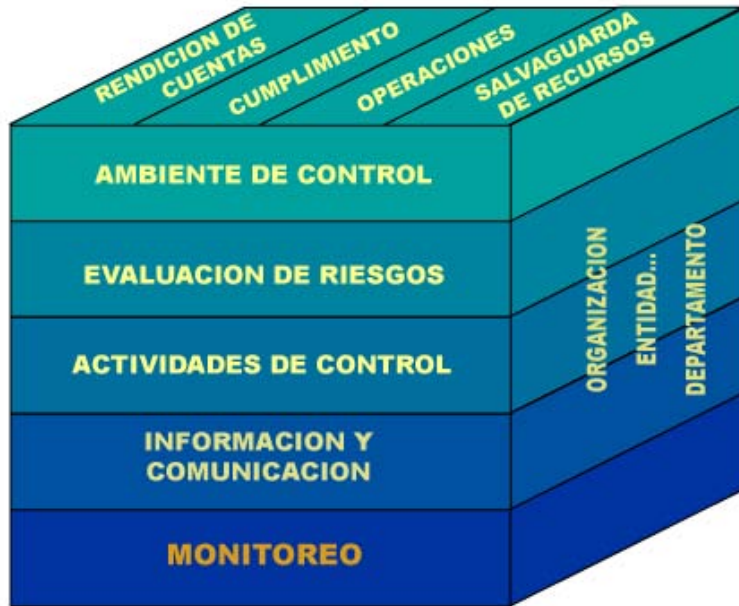 RENDICION DE
CUENTAS
CUMPLIMIENTO
OPERACIONES
SALVAGUARDA
DE RECURSOS
AMBIENTE DE CONTROL
EVALUACION DE RIESGOS
ACTIVIDADES DE CONTROL
INFORMACION Y
COMUNICACION
MONITOREO
ORGANIZACION
ENTIDAD...
DEPARTAMENTO